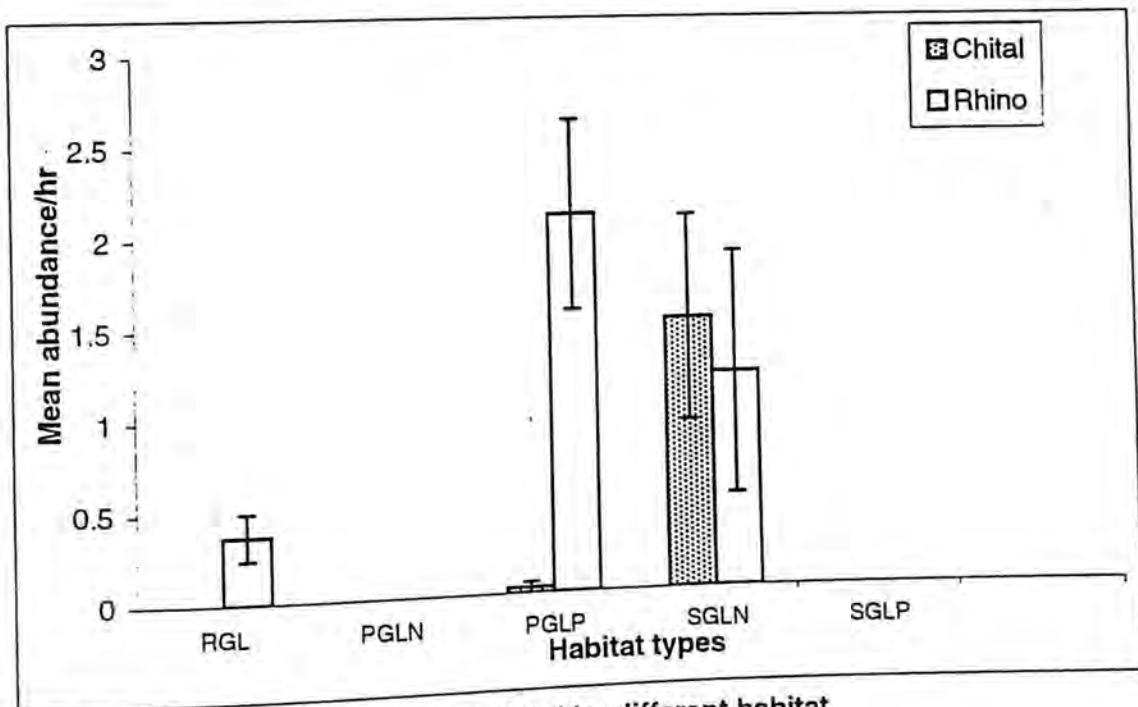 Chital
Rhino
3
2.5
2
1.5
1
0.5
0
Mean abundance/hr
RGL PGLN PGLP SGLN SGLP
Habitat types
different habitat